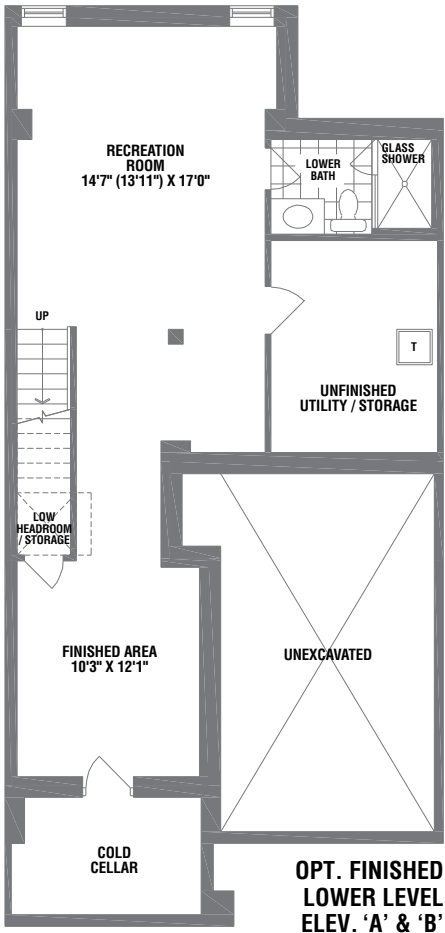 RECREATION
ROOM
14'7" (13'11") X 17'0"
LOWER
BATH
GLASS
SHOWER
UP
T
UNFINISHED
UTILITY / STORAGE
LOW
HEADROOM
/ STORAGE
FINISHED AREA
10'3" X 12'1"
UNEXCAVATED
COLD
CELLAR
OPT. FINISHED
LOWER LEVEL
ELEV. ‘A’ & ‘B’